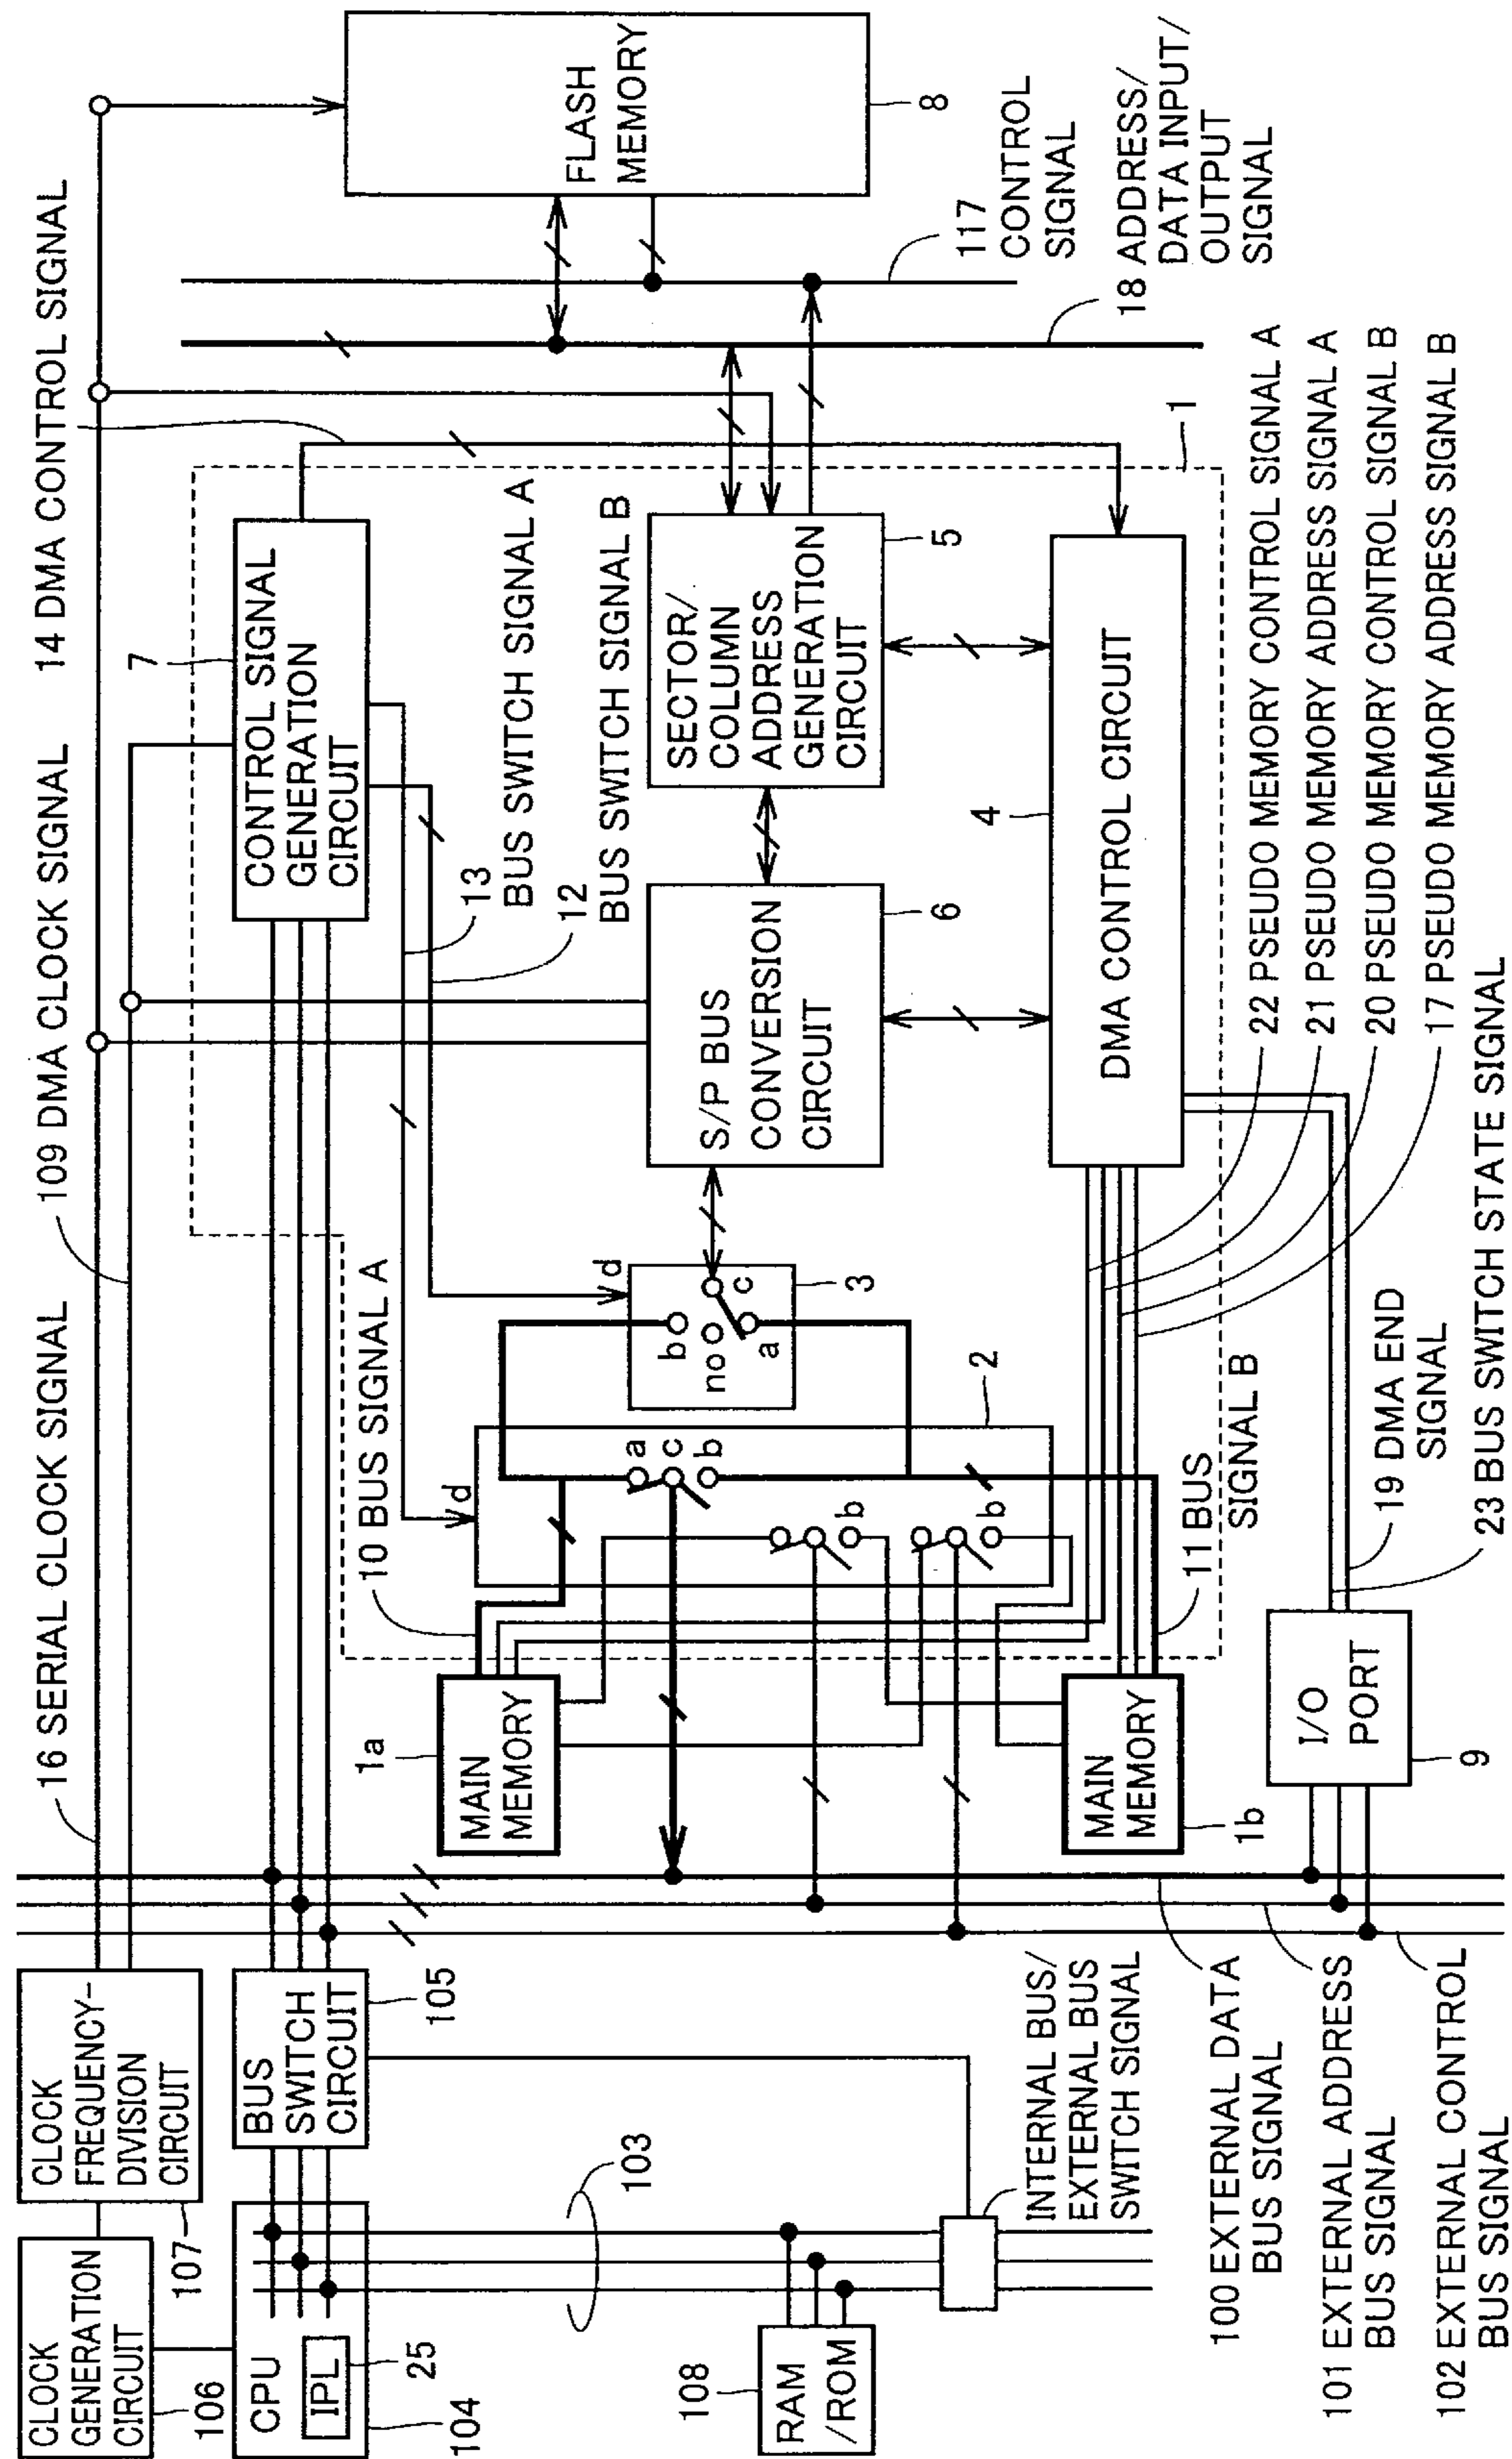 16 SERIAL CLOCK SIGNAL
109 DMA CLOCK SIGNAL
14 DMA CONTROL SIGNAL
CLOCK
GENERATION
CIRCUIT
106
CLOCK
FREQUENCY-
DIVISION
CIRCUIT
107
CPU
IPL
25
104
BUS
SWITCH
CIRCUIT
105
103
RAM
/ROM
108
INTERNAL BUS/
EXTERNAL BUS
SWITCH SIGNAL
100 EXTERNAL DATA
BUS SIGNAL
101 EXTERNAL ADDRESS
BUS SIGNAL
102 EXTERNAL CONTROL
BUS SIGNAL
7
CONTROL SIGNAL
GENERATION
CIRCUIT
13
BUS SWITCH SIGNAL A
12
BUS SWITCH SIGNAL B
10 BUS SIGNAL A
1a
MAIN
MEMORY
MAIN
MEMORY
1b
d
a
c
b
b
b
2
d
b
no
c
a
3
11 BUS
SIGNAL B
S/P BUS
CONVERSION
CIRCUIT
6
SECTOR/
COLUMN
ADDRESS
GENERATION
CIRCUIT
5
4
DMA CONTROL CIRCUIT
1
FLASH
MEMORY
8
117
CONTROL
SIGNAL
18 ADDRESS/
DATA INPUT/
OUTPUT
SIGNAL
22 PSEUDO MEMORY CONTROL SIGNAL A
21 PSEUDO MEMORY ADDRESS SIGNAL A
20 PSEUDO MEMORY CONTROL SIGNAL B
17 PSEUDO MEMORY ADDRESS SIGNAL B
I/O
PORT
9
19 DMA END
SIGNAL
23 BUS SWITCH STATE SIGNAL